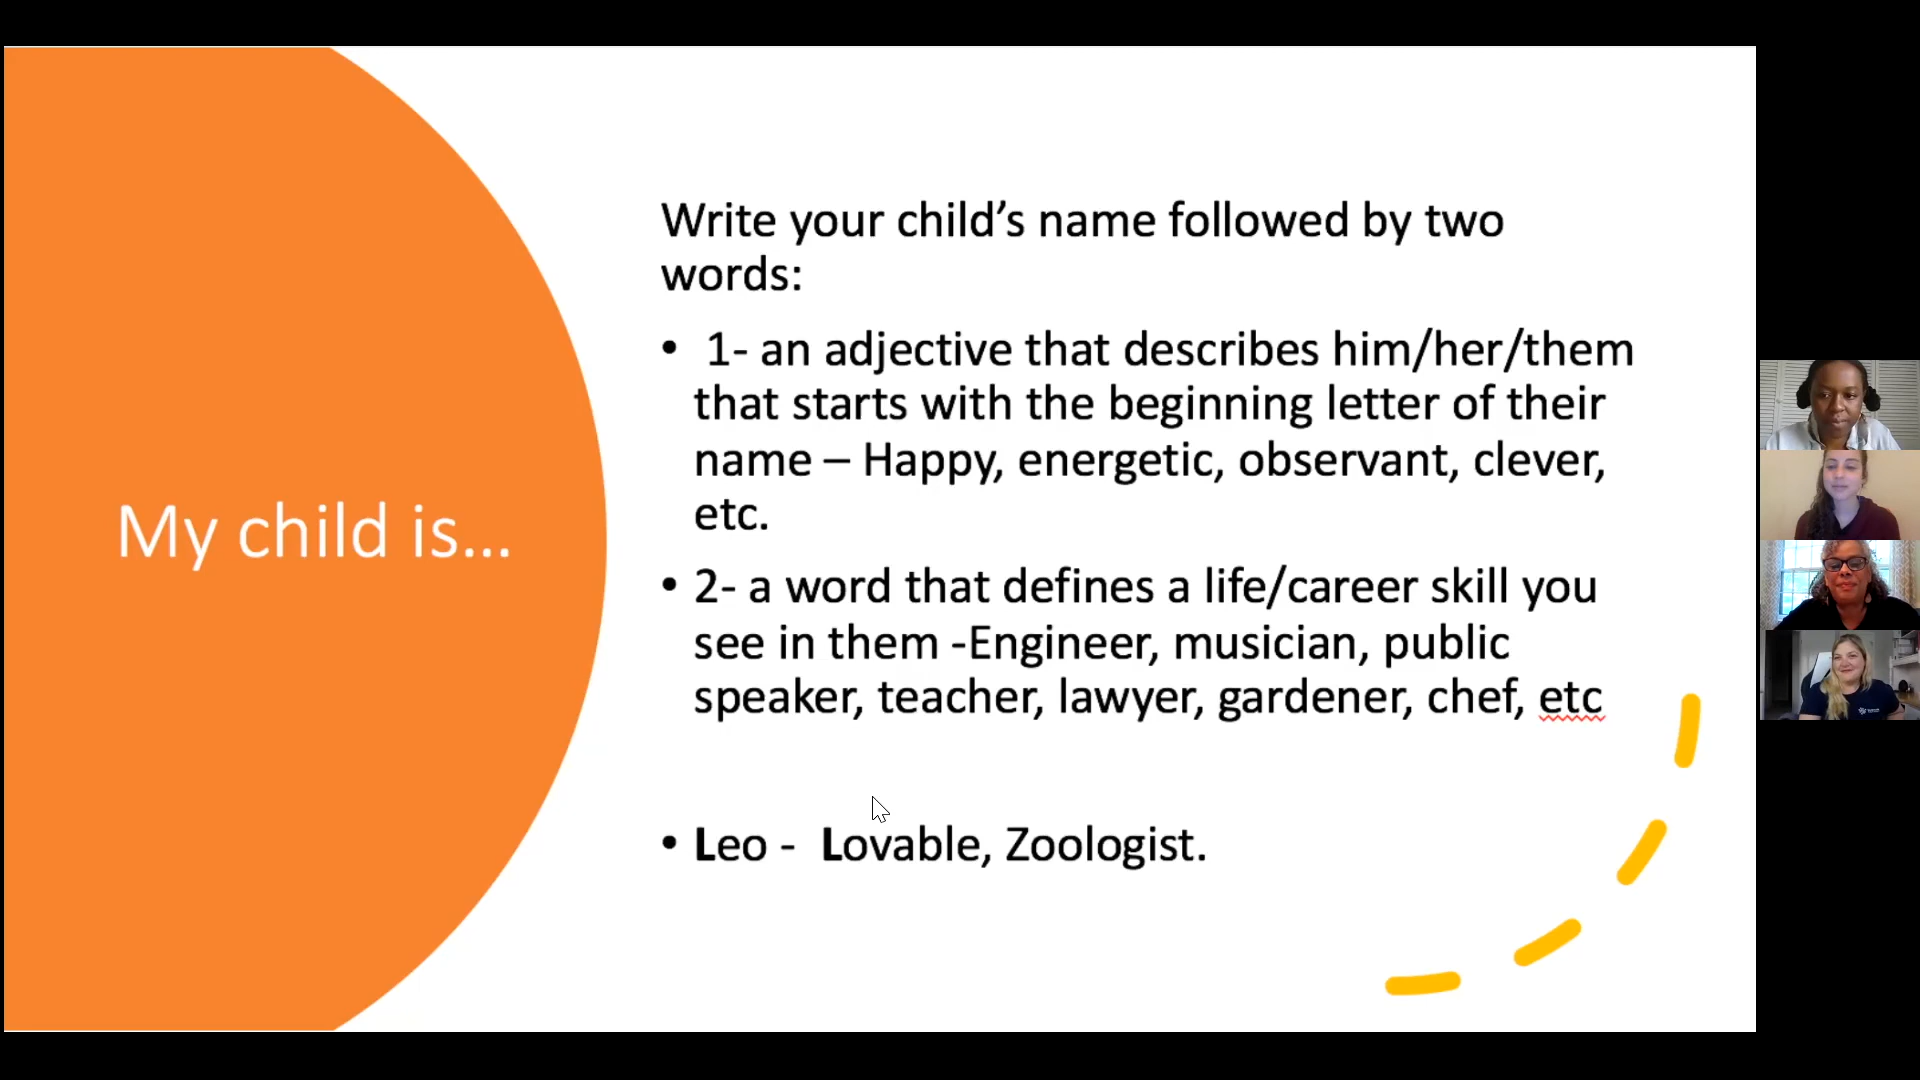 My child is...
Write your child’s name followed by two
words:
• 1- an adjective that describes him/her/them
that starts with the beginning letter of their
name – Happy, energetic, observant, clever,
etc.
• 2- a word that defines a life/career skill you
see in them -Engineer, musician, public
speaker, teacher, lawyer, gardener, chef, etc
• Leo - Lovable, Zoologist.